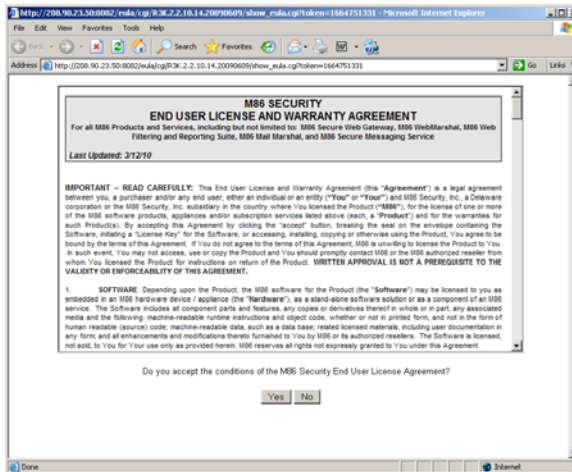 http://208.90.23.50:8082/eula/cgi/R3K.2.2.10.14.20090609/show_eula.cgi?token=1664751331 - Microsoft Internet Explorer
File Edit View Favorites Tools Help
Back Search Favorites
Address http://208.90.23.50:8082/eula/cgi/R3K.2.2.10.14.20090609/show_eula.cgi?token=1664751331 Go Links
M86 SECURITY
END USER LICENSE AND WARRANTY AGREEMENT
For all M86 Products and Services, including but not limited to: M86 Secure Web Gateway, M86 WebMarshal, M86 Web
Filtering and Reporting Suite, M86 Mail Marshal, and M86 Secure Messaging Service
Last Updated: 3/12/10
IMPORTANT -- READ CAREFULLY: This End User License and Warranty Agreement (this "Agreement") is a legal agreement
between you, a purchaser and/or any end user, either an individual or an entity ("You" or "Your") and M86 Security, Inc., a Delaware
corporation or the M86 Security, Inc. subsidiary in the country where You licensed the Product ("M86"), for the license of one or more
of the M86 software products, appliances and/or subscription services listed above (each, a "Product") and for the warranties for
such Product(s). By accepting this Agreement by clicking the "accept" button, breaking the seal on the envelope containing the
Software, initiating a "License Key" for the Software, or accessing, installing, copying or otherwise using the Product, You agree to be
bound by the terms of this Agreement. If You do not agree to the terms of this Agreement, M86 is unwilling to license the Product to You.
In such event, You may not access, use or copy the Product and You should promptly contact M86 or the M86 authorized reseller from
whom You licensed the Product for instructions on return of the Product. WRITTEN APPROVAL IS NOT A PREREQUISITE TO THE
VALIDITY OR ENFORCEABILITY OF THIS AGREEMENT.
1. SOFTWARE. Depending upon the Product, the M86 software for the Product (the "Software") may be licensed to you as
embedded in an M86 hardware device / appliance (the "Hardware"), as a stand-alone software solution or as a component of an M86
service. The Software includes all component parts and features, any copies or derivatives thereof in whole or in part, any associated
media and the following: machine-readable runtime instructions and object code, whether or not in printed form, and not in the form of
human readable (source) code; machine-readable data, such as a data base; related licensed materials, including user documentation in
any form; and all enhancements and modifications thereto furnished to You by M86 or its authorized resellers. The Software is licensed,
not sold, to You for Your use only as provided herein. M86 reserves all rights not expressly granted to You under this Agreement.
Do you accept the conditions of the M86 Security End User License Agreement?
Yes No
Done Internet